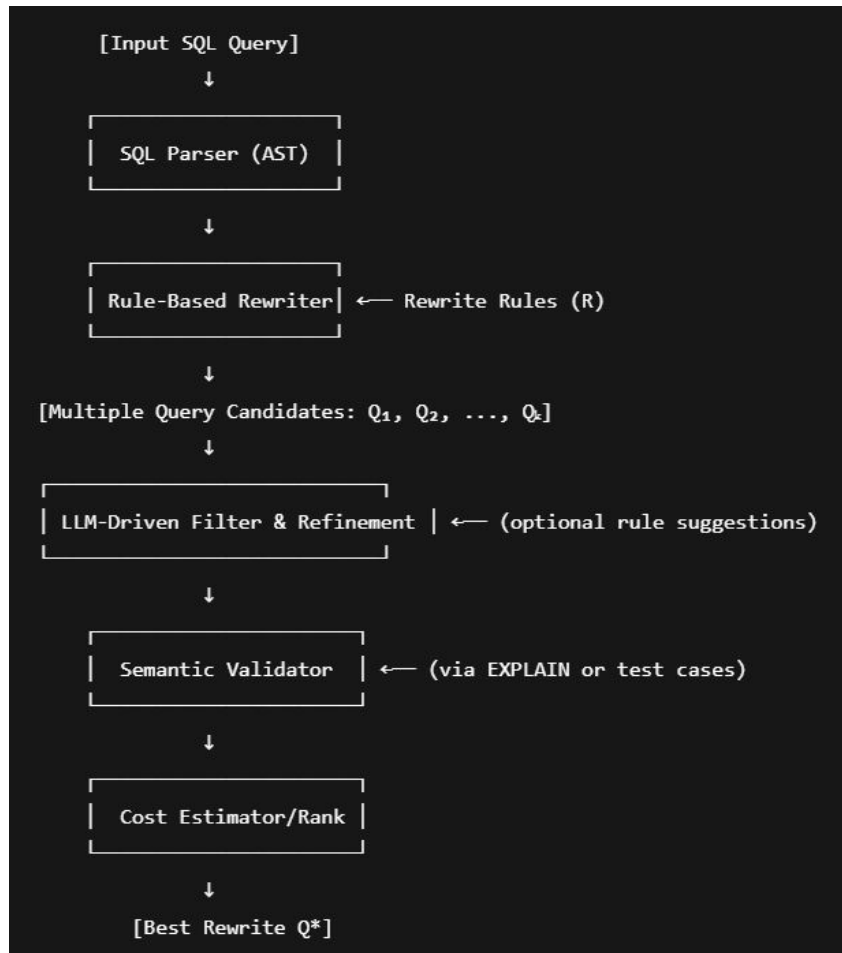 [Input SQL Query]
↓
SQL Parser (AST)
↓
Rule-Based Rewriter ←── Rewrite Rules (R)
↓
[Multiple Query Candidates: Q₁, Q₂, ..., Qₖ]
↓
LLM-Driven Filter & Refinement ←── (optional rule suggestions)
↓
Semantic Validator ←── (via EXPLAIN or test cases)
↓
Cost Estimator/Rank
↓
[Best Rewrite Q*]